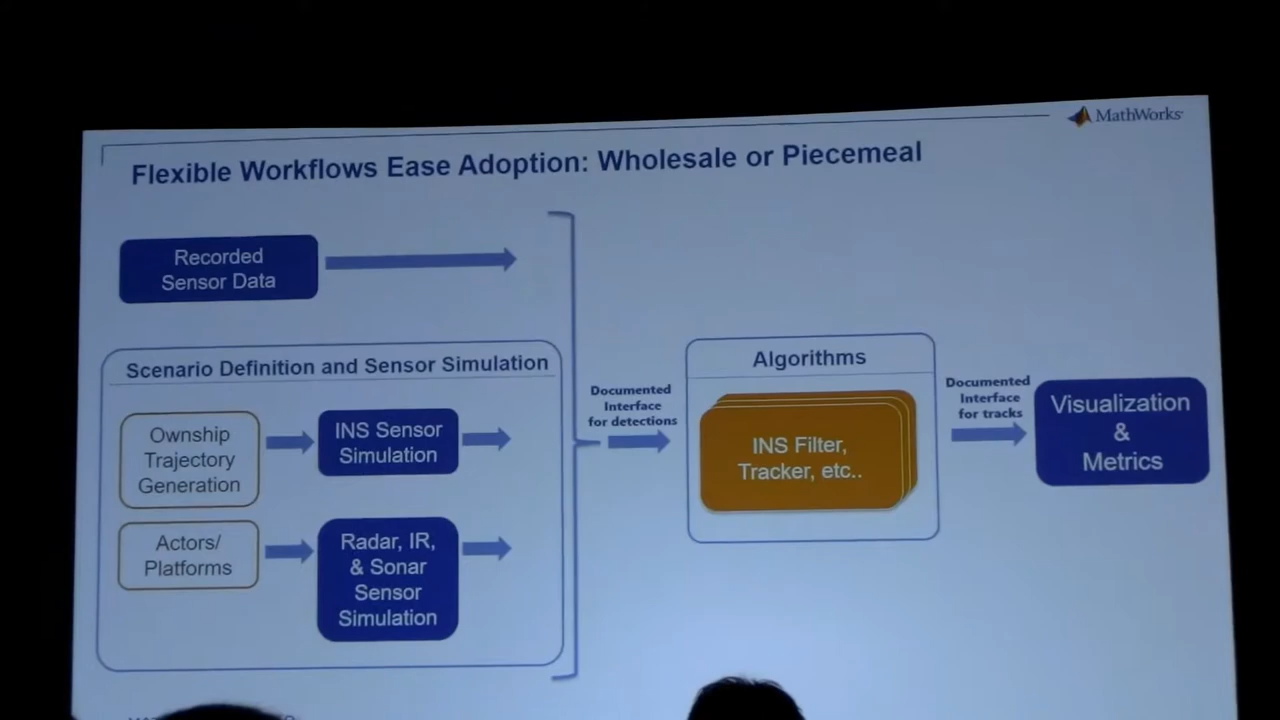 MathWorks
Flexible Workflows Ease Adoption: Wholesale or Piecemeal
Recorded
Sensor Data
Scenario Definition and Sensor Simulation
Ownship
Trajectory
Generation
INS Sensor
Simulation
Actors/
Platforms
Radar, IR,
& Sonar
Sensor
Simulation
Documented
Interface
for detections
Algorithms
INS Filter,
Tracker, etc..
Documented
Interface
for tracks
Visualization
&
Metrics